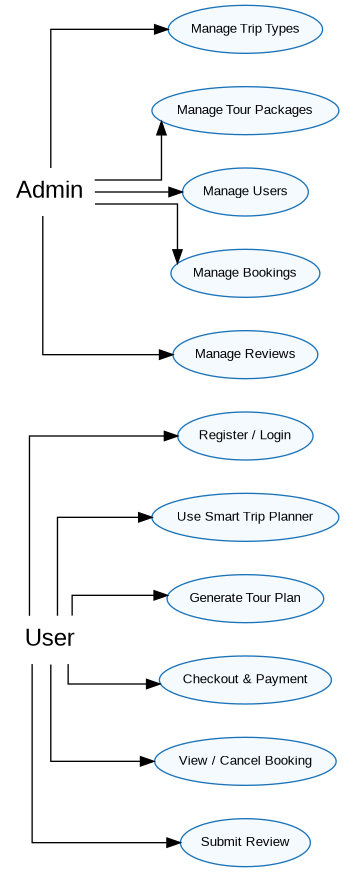 Manage Trip Types
Manage Tour Packages
Admin
Manage Users
Manage Bookings
Manage Reviews
Register / Login
Use Smart Trip Planner
Generate Tour Plan
User
Checkout & Payment
View / Cancel Booking
Submit Review